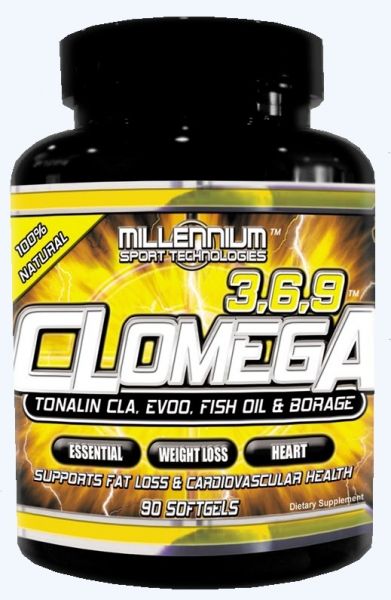 100%
NATURAL
MILLENNIUM™
SPORT TECHNOLOGIES
3,6,9™
CLOMEGA
TONALIN CLA, EVOO, FISH OIL & BORAGE
ESSENTIAL WEIGHT LOSS HEART
SUPPORTS FAT LOSS & CARDIOVASCULAR HEALTH
90 SOFTGELS
Dietary Supplement